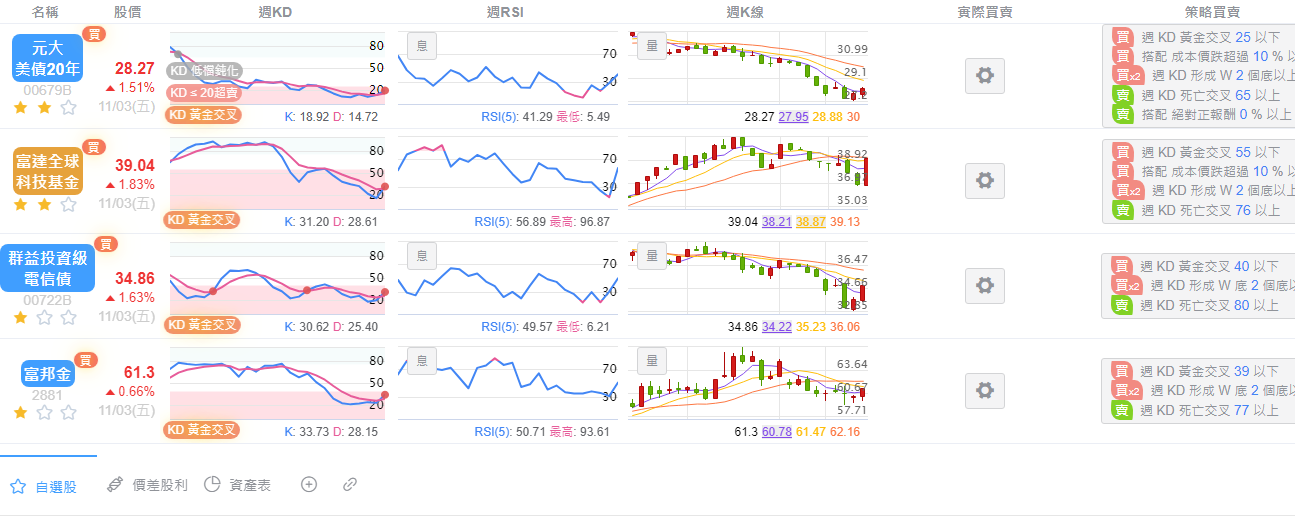 名稱 股價 週KD 週RSI 週K線 實際買賣 策略買賣
元大
美債20年
00679B
買
28.27
1.51%
11/03(五)
80
50
20
KD 低檔鈍化
KD ≤ 20超賣
KD 黃金交叉
K: 18.92 D: 14.72
息
70
30
RSI(5): 41.29 最低: 5.49
量
30.99
29.1
28.27 27.95 28.88 30
買 週 KD 黃金交叉 25 以下
買 搭配 成本價跌超過 10 % 以
買x2 週 KD 形成 W 2 個底以上
賣 週 KD 死亡交叉 65 以上
賣 搭配 絕對正報酬 0 % 以上
富達全球
科技基金
買
39.04
1.83%
11/03(五)
80
50
20
KD 黃金交叉
K: 31.20 D: 28.61
70
30
RSI(5): 56.89 最高: 96.87
38.92
35.03
39.04 38.21 38.87 39.13
買 週 KD 黃金交叉 55 以下
買 搭配 成本價跌超過 10 % 以
買x2 週 KD 形成 W 2 個底以上
賣 週 KD 死亡交叉 76 以上
群益投資級
電信債
00722B
買
34.86
1.63%
11/03(五)
80
50
20
KD 黃金交叉
K: 30.62 D: 25.40
息
70
30
RSI(5): 49.57 最低: 6.21
量
36.47
34.66
32.85
34.86 34.22 35.23 36.06
買 週 KD 黃金交叉 40 以下
買x2 週 KD 形成 W 底 2 個底以
賣 週 KD 死亡交叉 80 以上
富邦金
2881
買
61.3
0.66%
11/03(五)
80
50
20
KD 黃金交叉
K: 33.73 D: 28.15
息
70
30
RSI(5): 50.71 最高: 93.61
量
63.64
60.67
57.71
61.3 60.78 61.47 62.16
買 週 KD 黃金交叉 39 以下
買x2 週 KD 形成 W 底 2 個底以
賣 週 KD 死亡交叉 77 以上
自選股 價差股利 資產表